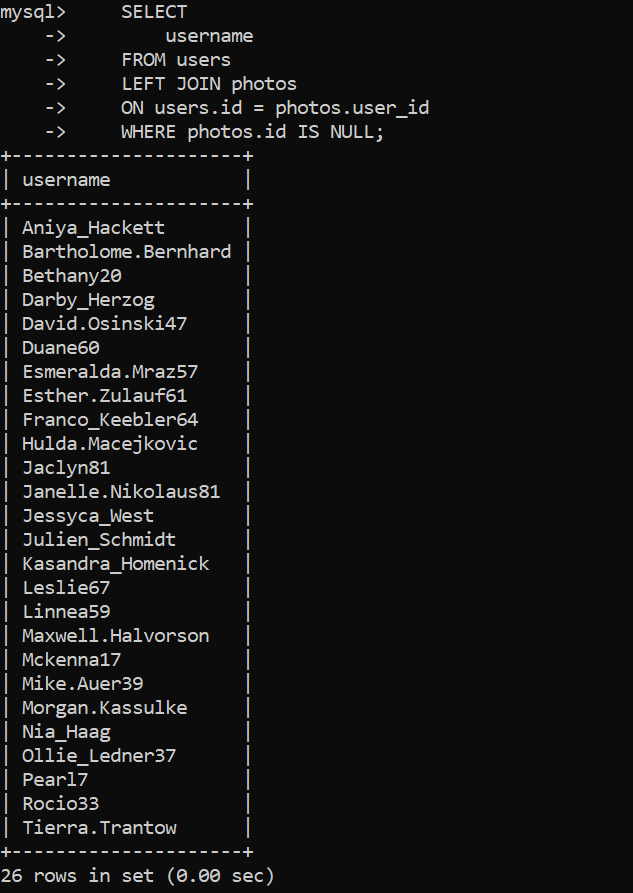 mysql>     SELECT
    ->         username
    ->     FROM users
    ->     LEFT JOIN photos
    ->     ON users.id = photos.user_id
    ->     WHERE photos.id IS NULL;
+---------------------+
| username            |
+---------------------+
| Aniya_Hackett       |
| Bartholome.Bernhard |
| Bethany20           |
| Darby_Herzog        |
| David.Osinski47     |
| Duane60             |
| Esmeralda.Mraz57    |
| Esther.Zulauf61     |
| Franco_Keebler64    |
| Hulda.Macejkovic    |
| Jaclyn81            |
| Janelle.Nikolaus81  |
| Jessyca_West        |
| Julien_Schmidt      |
| Kasandra_Homenick   |
| Leslie67            |
| Linnea59            |
| Maxwell.Halvorson   |
| Mckenna17           |
| Mike.Auer39         |
| Morgan.Kassulke     |
| Nia_Haag            |
| Ollie_Ledner37      |
| Pearl7              |
| Rocio33             |
| Tierra.Trantow      |
+---------------------+
26 rows in set (0.00 sec)